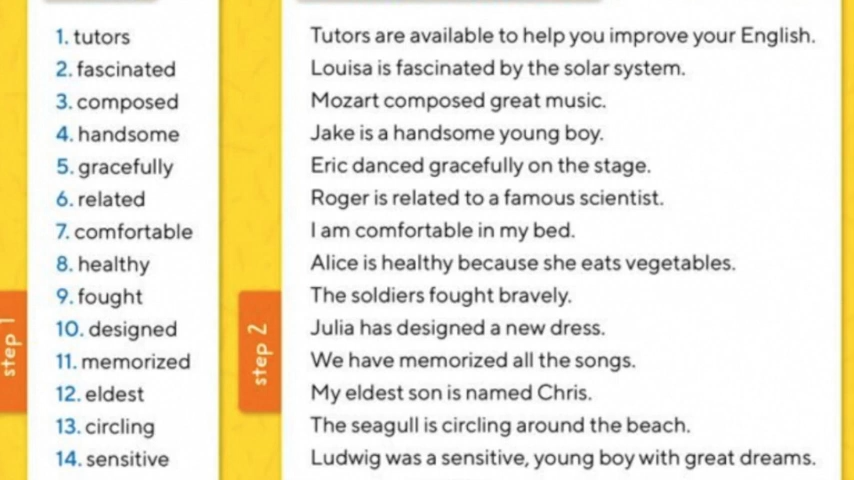 1. tutors
2. fascinated
3. composed
4. handsome
5. gracefully
6. related
7. comfortable
8. healthy
9. fought
10. designed
11. memorized
12. eldest
13. circling
14. sensitive
step 1
step 2
Tutors are available to help you improve your English.
Louisa is fascinated by the solar system.
Mozart composed great music.
Jake is a handsome young boy.
Eric danced gracefully on the stage.
Roger is related to a famous scientist.
I am comfortable in my bed.
Alice is healthy because she eats vegetables.
The soldiers fought bravely.
Julia has designed a new dress.
We have memorized all the songs.
My eldest son is named Chris.
The seagull is circling around the beach.
Ludwig was a sensitive, young boy with great dreams.